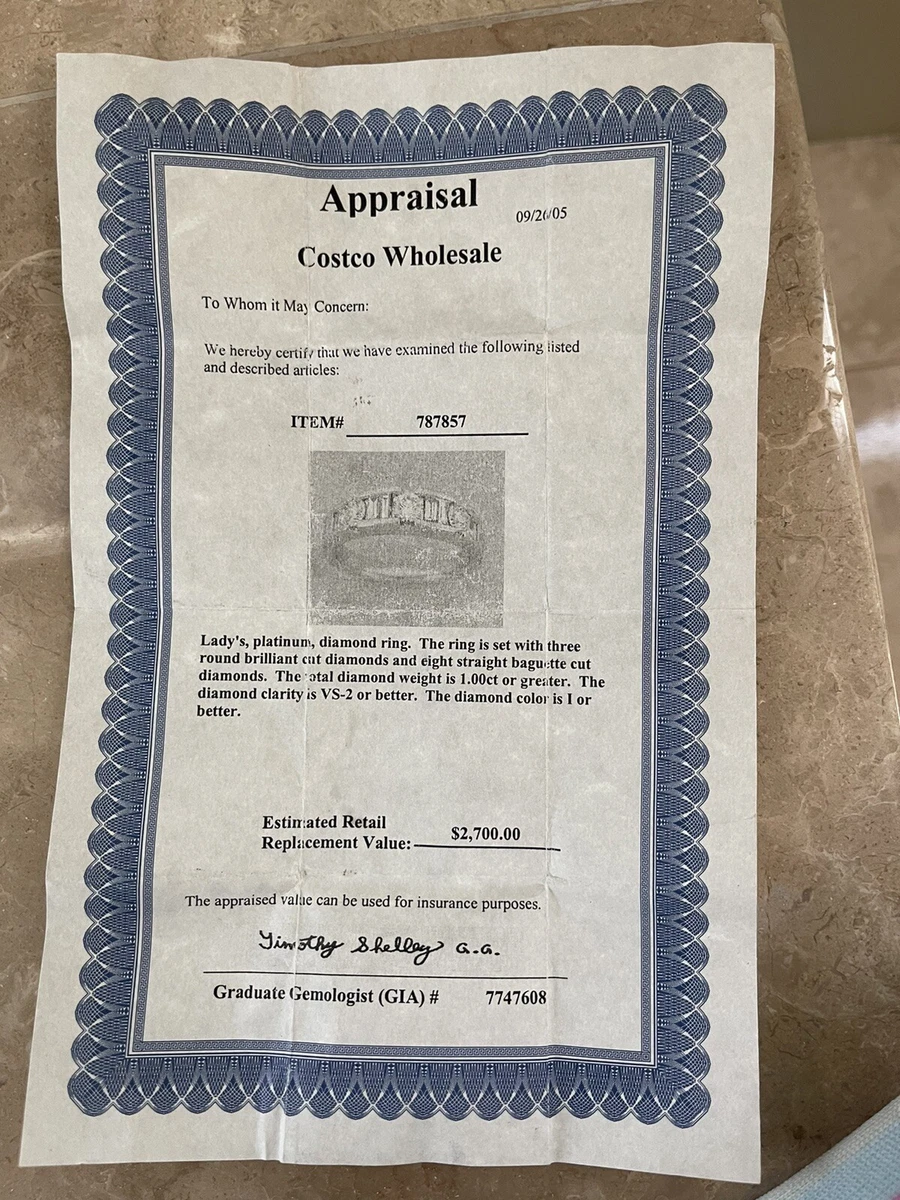 Appraisal
09/26/05
Costco Wholesale
To Whom it May Concern:
We hereby certify that we have examined the following listed
and described articles:
ITEM# 787857
Lady's, platinum, diamond ring. The ring is set with three
round brilliant cut diamonds and eight straight baguette cut
diamonds. The total diamond weight is 1.00ct or greater. The
diamond clarity is VS-2 or better. The diamond color is I or
better.
Estimated Retail
Replacement Value: $2,700.00
The appraised value can be used for insurance purposes.
Timothy Shelley G.G.
Graduate Gemologist (GIA) # 7747608